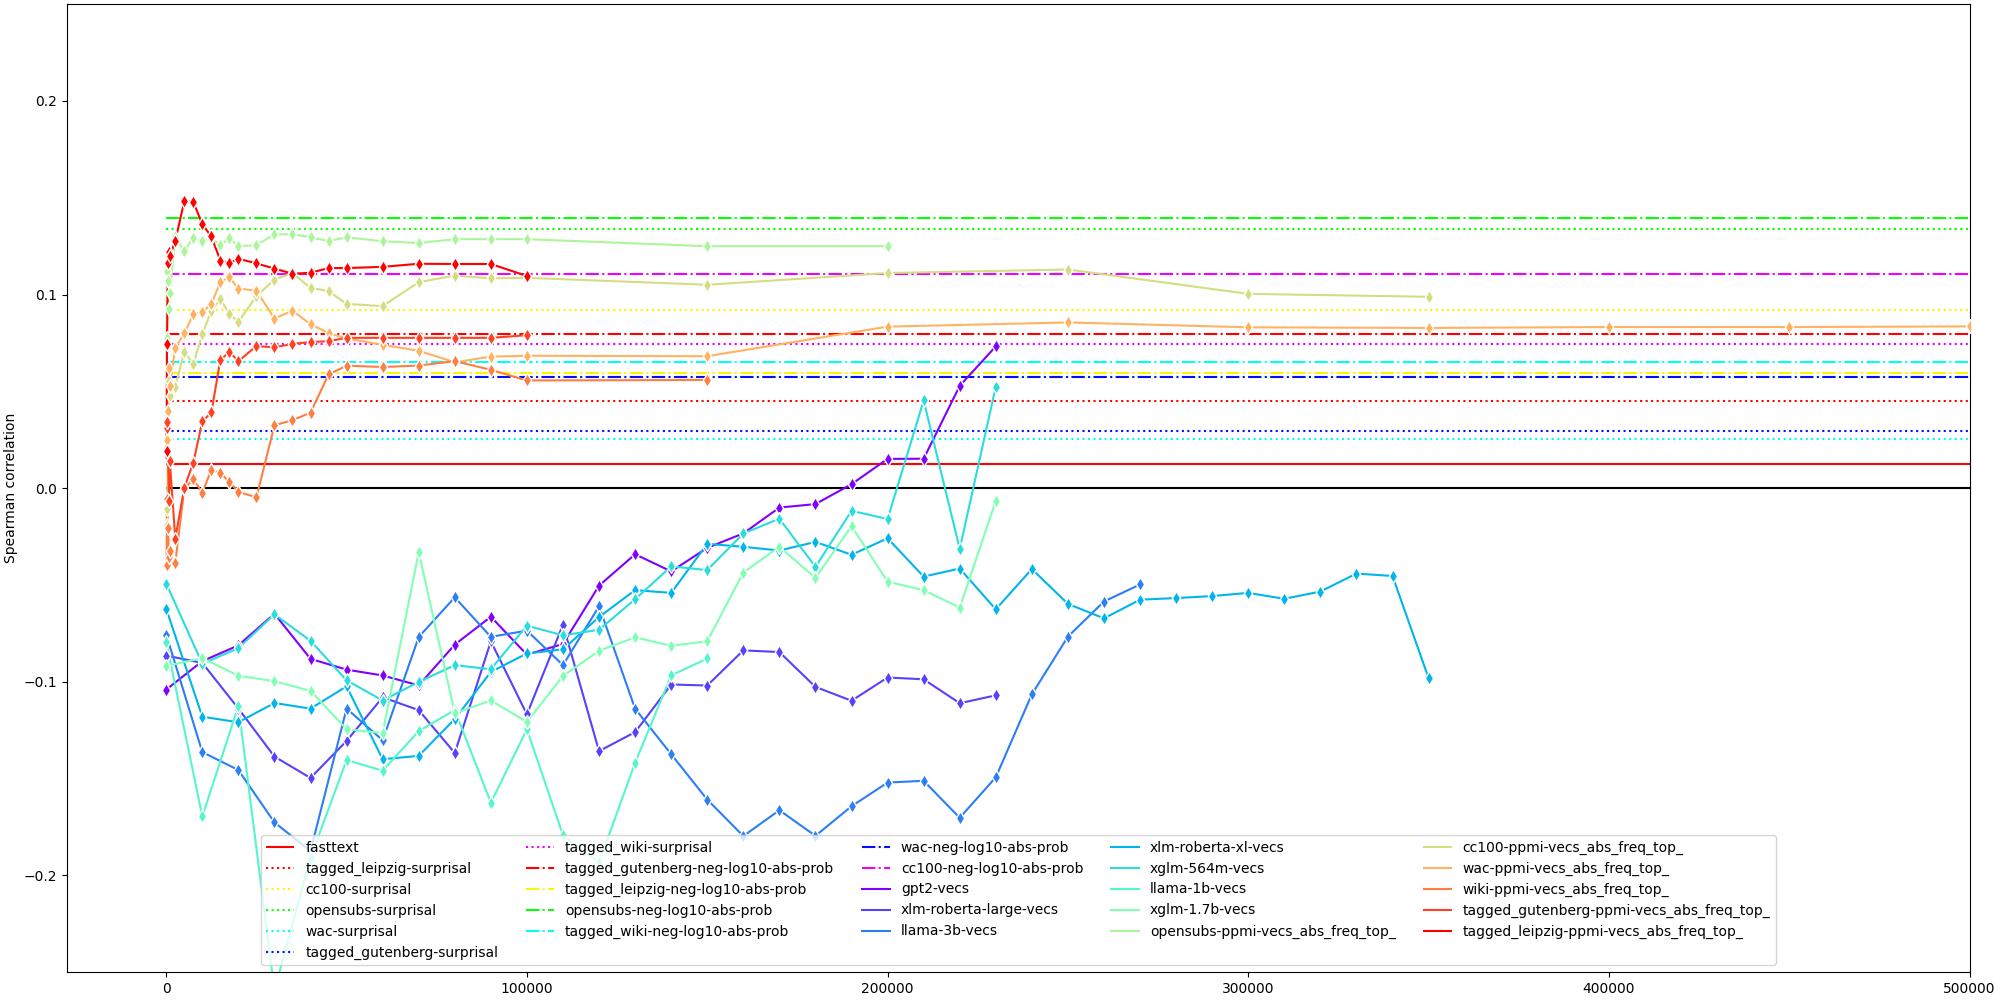 0.2
0.1
0.0
−0.1
−0.2
Spearman correlation
fasttext
tagged_leipzig-surprisal
cc100-surprisal
opensubs-surprisal
wac-surprisal
tagged_gutenberg-surprisal
tagged_wiki-surprisal
tagged_gutenberg-neg-log10-abs-prob
tagged_leipzig-neg-log10-abs-prob
opensubs-neg-log10-abs-prob
tagged_wiki-neg-log10-abs-prob
wac-neg-log10-abs-prob
cc100-neg-log10-abs-prob
gpt2-vecs
xlm-roberta-large-vecs
llama-3b-vecs
xlm-roberta-xl-vecs
xglm-564m-vecs
llama-1b-vecs
xglm-1.7b-vecs
opensubs-ppmi-vecs_abs_freq_top_
cc100-ppmi-vecs_abs_freq_top_
wac-ppmi-vecs_abs_freq_top_
wiki-ppmi-vecs_abs_freq_top_
tagged_gutenberg-ppmi-vecs_abs_freq_top_
tagged_leipzig-ppmi-vecs_abs_freq_top_
0 100000 200000 300000 400000 500000